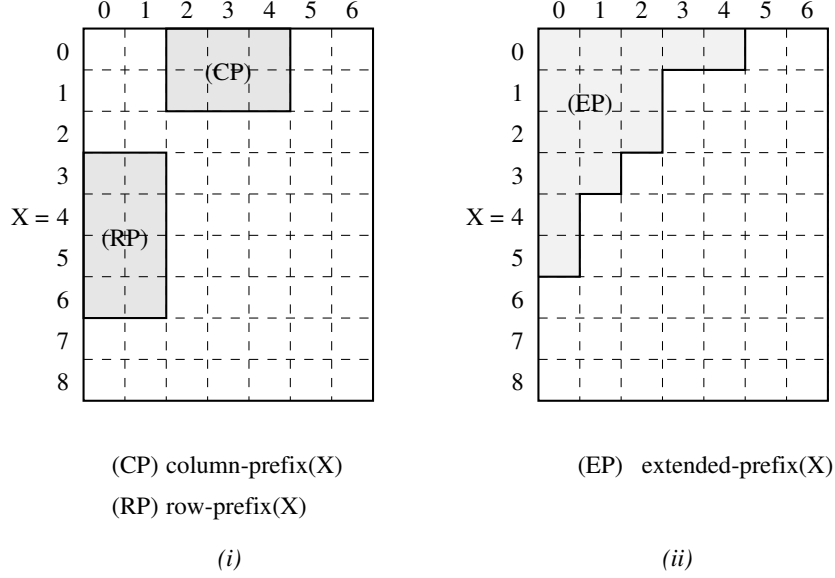 0 1 2 3 4 5 6
0
(CP)
1
2
3
X = 4
(RP)
5
6
7
8
(CP) column-prefix(X)
(RP) row-prefix(X)
(i)
0 1 2 3 4 5 6
0
1
(EP)
2
3
X = 4
5
6
7
8
(EP) extended-prefix(X)
(ii)